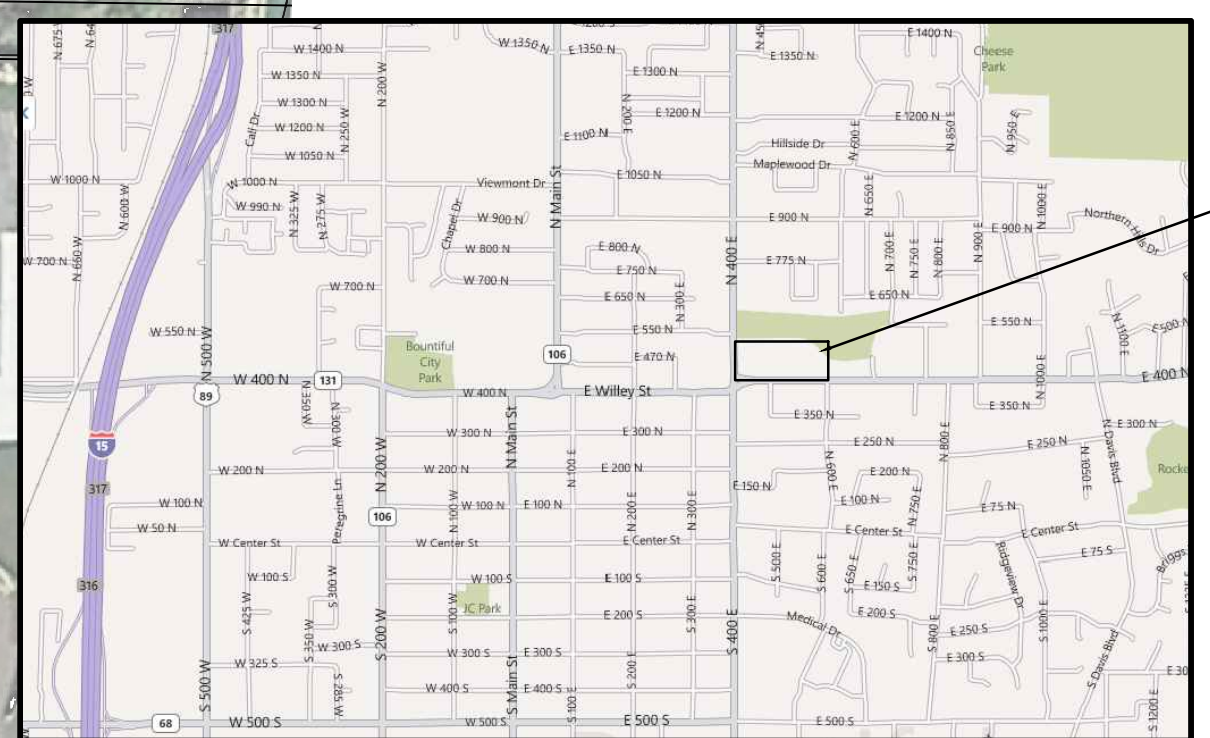 317
N 675 W
N 200 W
W 1350 N
E 1350 N
E 1400 N
W 1400 N
E 1350 N
Cheese
Park
W 1350 N
E 1300 N
W 1300 N
N 200 E
E 1200 N
E 1200 N
Call Dr
W 1200 N
N 250 W
E 1100 N
N 600 E
N 850 E
N 950 E
Hillside Dr
W 1050 N
Maplewood Dr
W 1000 N
W 1000 N
Viewmont Dr
E 1050 N
N 650 E
N 600 W
W 990 N
N 325 W
N 275 W
Chapel Dr
W 900 N
N Main St
E 900 N
N 1000 E
Northern
Hills Dr
E 900 N
N 900 E
W 800 N
E 800 N
N 400 E
N 700 E
N 750 E
N 800 E
W 700 N
N 660 W
E 750 N
E 775 N
W 700 N
W 700 N
E 650 N
N 300 E
E 650 N
W 550 N
N 500 W
E 550 N
E 550 N
N 1100 E
E 500 N
Bountiful
City
Park
106
E 470 N
W 400 N
131
89
W 400 N
E Willey St
E 400 N
N 350 W
N 300 W
N Main St
E 350 N
E 350 N
N 1000 E
15
W 300 N
E 300 N
E 250 N
N 800 E
E 250 N
N Davis Blvd
E 300 N
W 200 N
N 200 W
W 200 N
N 100 E
E 200 N
N 600 E
E 200 N
N 1050 E
317
Peregrine Ln
E 150 N
W 100 N
N 100 W
W 100 N
E 100 N
N 200 E
N 300 E
E 100 N
N 750 E
E 75 N
W 50 N
106
W Center St
W Center St
E Center St
E Center St
E Center St
E 75 S
Ridgeview Dr
316
W 100 S
S 300 W
W 100 S
E 100 S
S 500 E
S 600 E
S 650 E
E 150 S
S 750 E
JC Park
S 425 W
S 350 W
S 200 W
S 100 W
E 200 S
S 300 E
S 400 E
Medical Dr
E 200 S
S 800 E
E 250 S
S 1000 E
W 300 S
W 300 S
E 300 S
E 300 S
S Davis Blvd
S 500 W
W 325 S
S 285 W
W 400 S
S Main St
E 400 S
S 100 E
S 200 E
S 1200 E
68
W 500 S
W 500 S
E 500 S
E 500 S